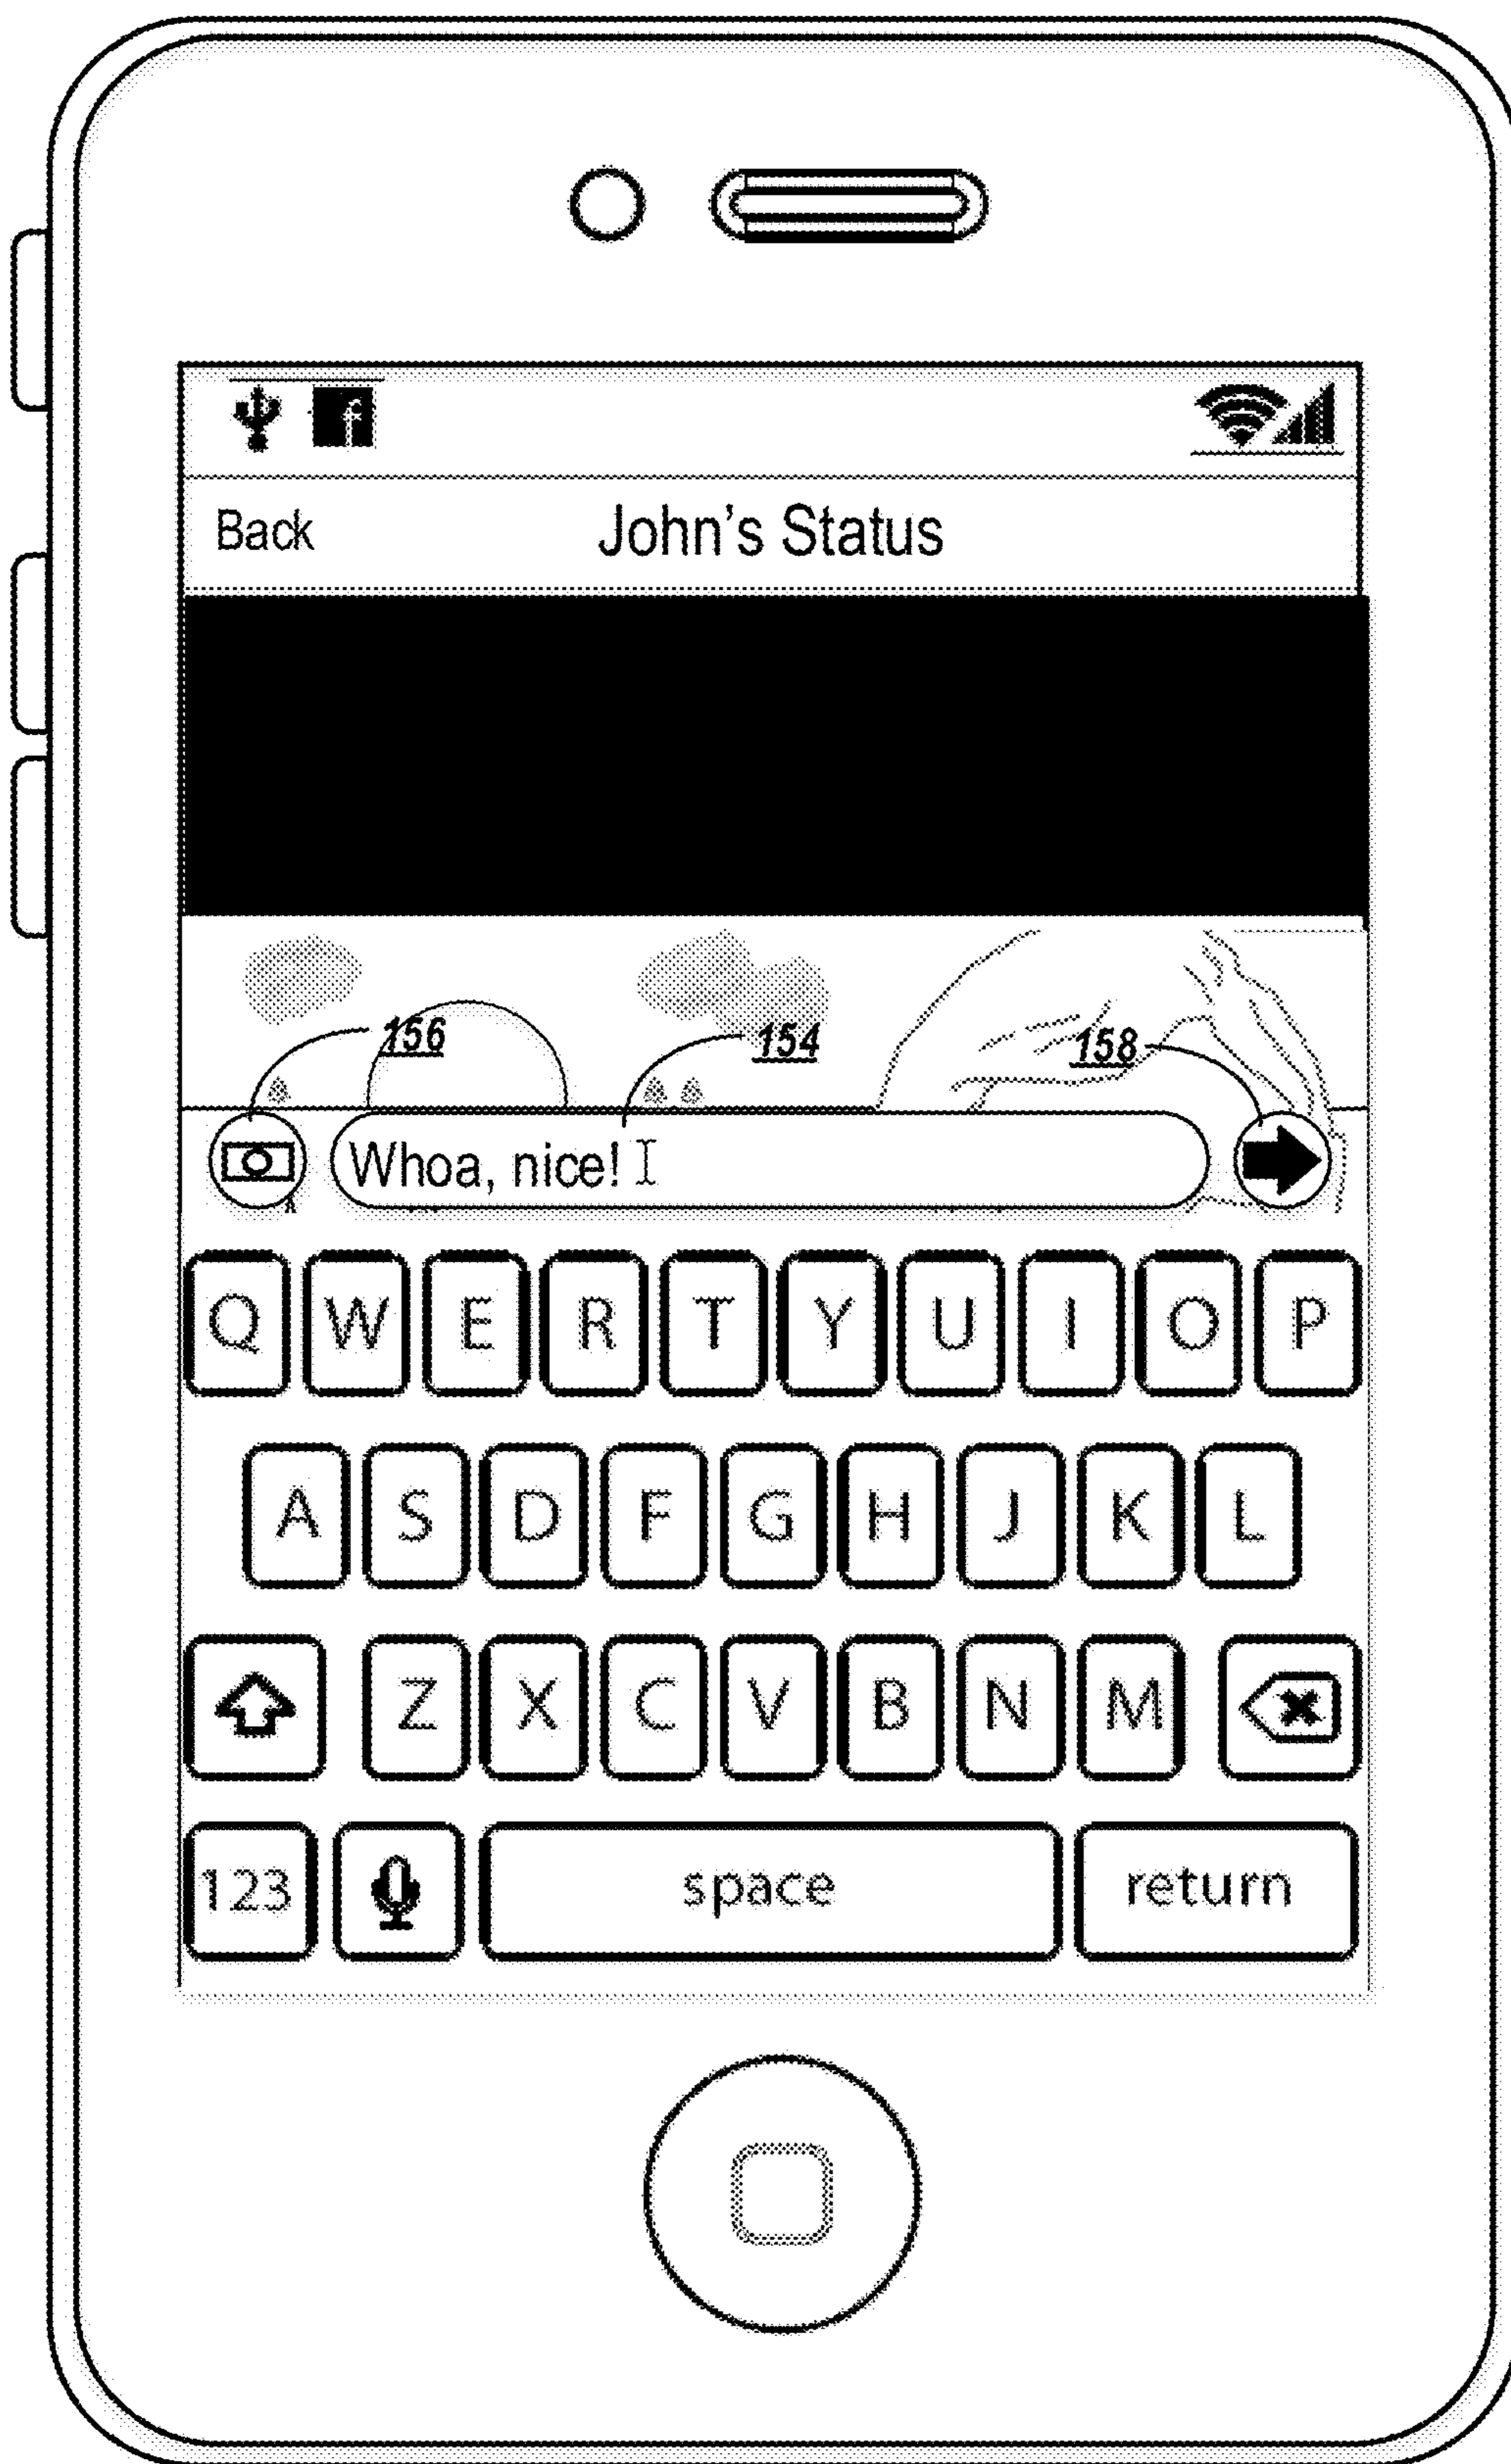 Back John's Status
156 154 158
Whoa, nice!
Q W E R T Y U I O P
A S D F G H J K L
Z X C V B N M
123 space return